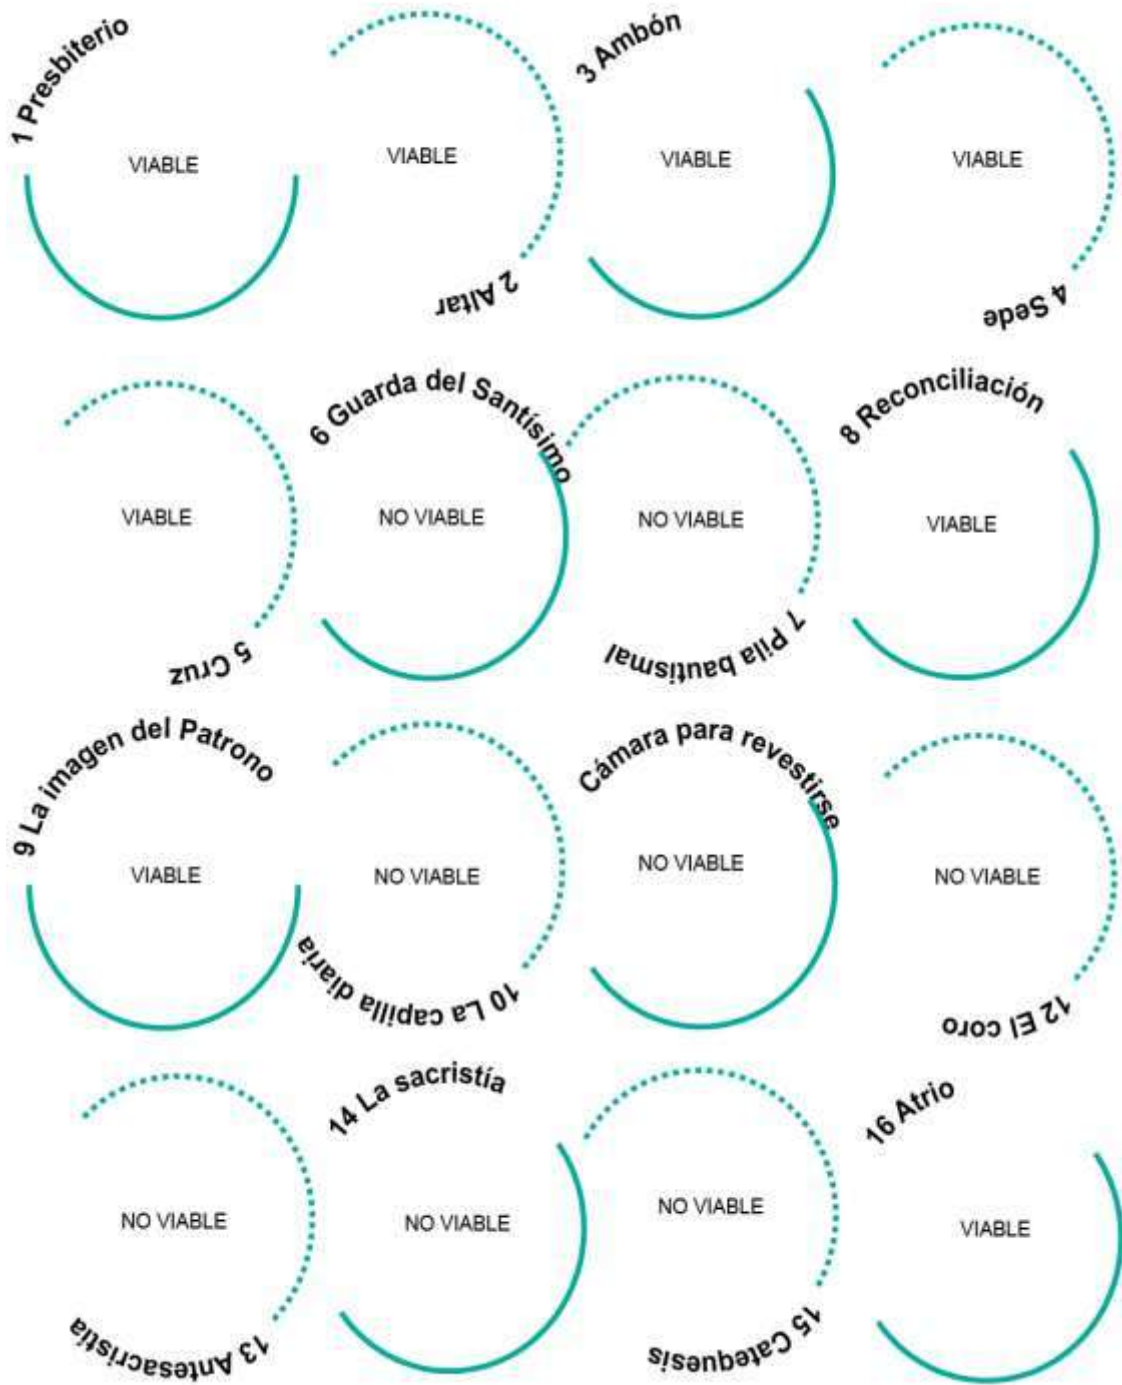 1 Presbiterio
VIABLE
2 Altar
VIABLE
3 Ambón
VIABLE
4 Sede
VIABLE
5 Cruz
VIABLE
6 Guarda del Santísimo
NO VIABLE
7 Pila bautismal
NO VIABLE
8 Reconciliación
VIABLE
9 La imagen del Patrono
VIABLE
10 La capilla diaria
NO VIABLE
Cámara para revestirse
NO VIABLE
12 El coro
NO VIABLE
13 Antesacristía
NO VIABLE
14 La sacristía
NO VIABLE
15 Catequesis
NO VIABLE
16 Atrio
VIABLE